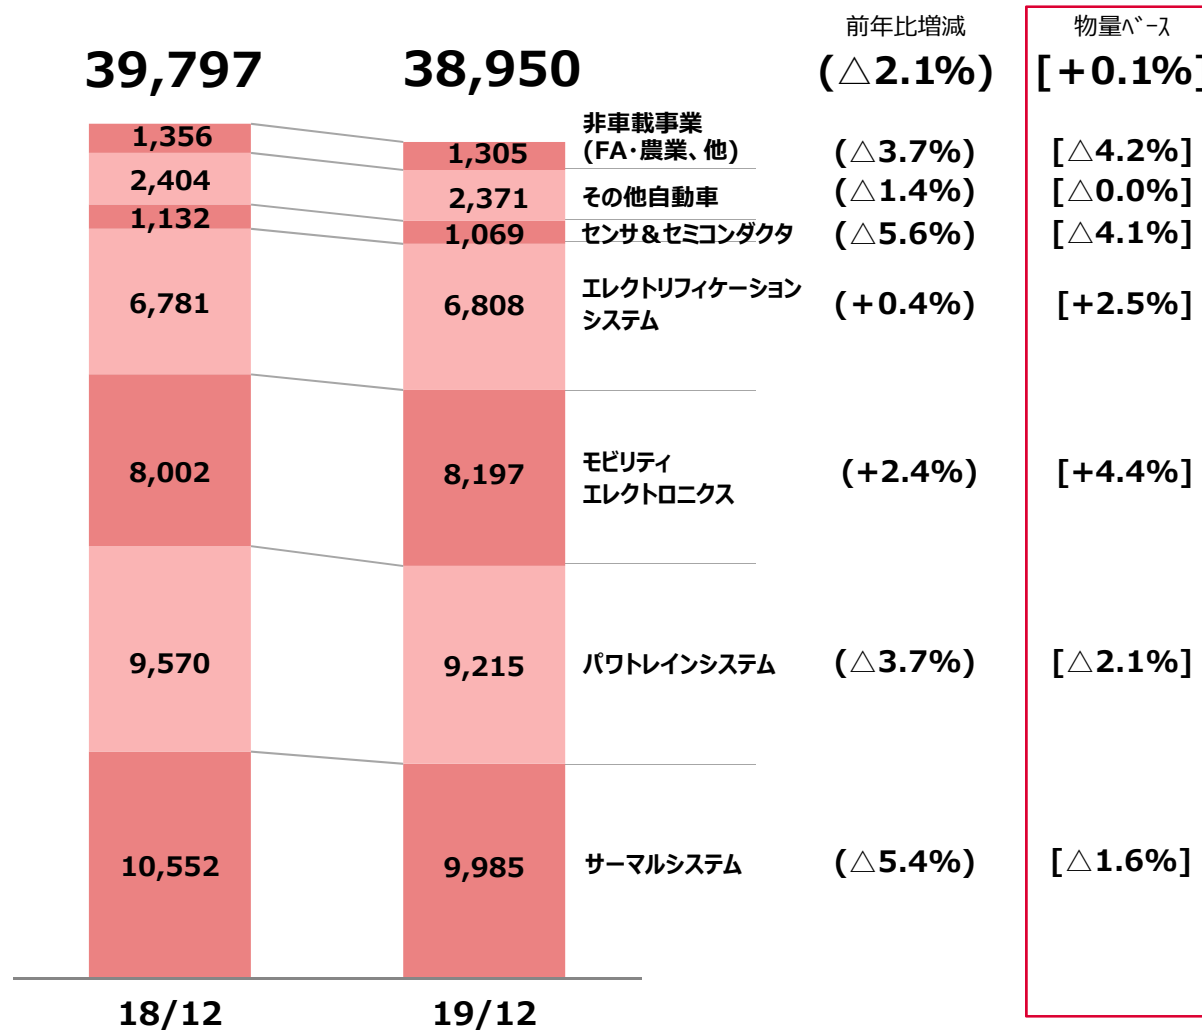 前年比増減 物量ﾍﾞｰｽ
39,797 38,950 (△2.1%) [+0.1%]
非車載事業
(FA・農業、他)
1,356 1,305 (△3.7%) [△4.2%]
2,404 2,371 その他自動車 (△1.4%) [△0.0%]
1,132 1,069 センサ&セミコンダクタ (△5.6%) [△4.1%]
エレクトリフィケーション
システム
6,781 6,808 (+0.4%) [+2.5%]
モビリティ
エレクトロニクス
8,002 8,197 (+2.4%) [+4.4%]
9,570 9,215 パワトレインシステム (△3.7%) [△2.1%]
10,552 9,985 サーマルシステム (△5.4%) [△1.6%]
18/12 19/12